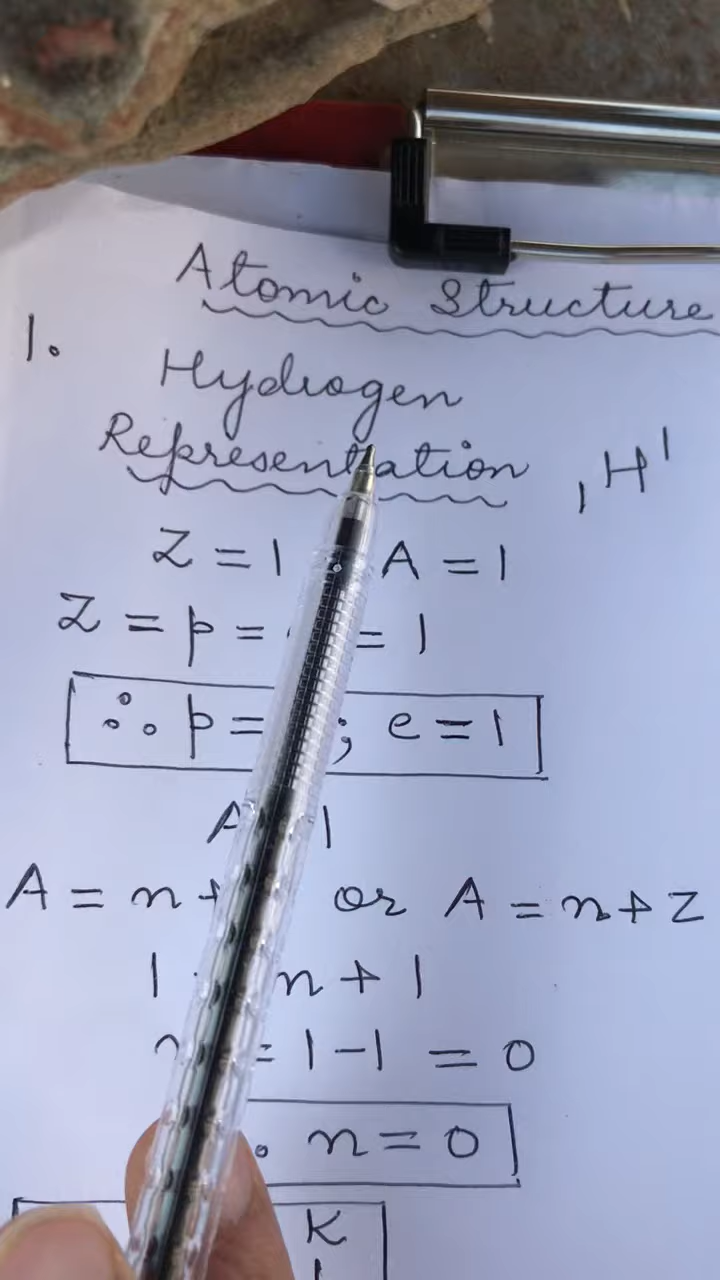 Atomic Structure
1.
Hydrogen
Representation , ₁H¹
Z = 1 A = 1
Z = p = = 1
∴ p = ; e = 1
A 1
A = n + or A = n + Z
1 n + 1
= 1 - 1 = 0
n = 0
K